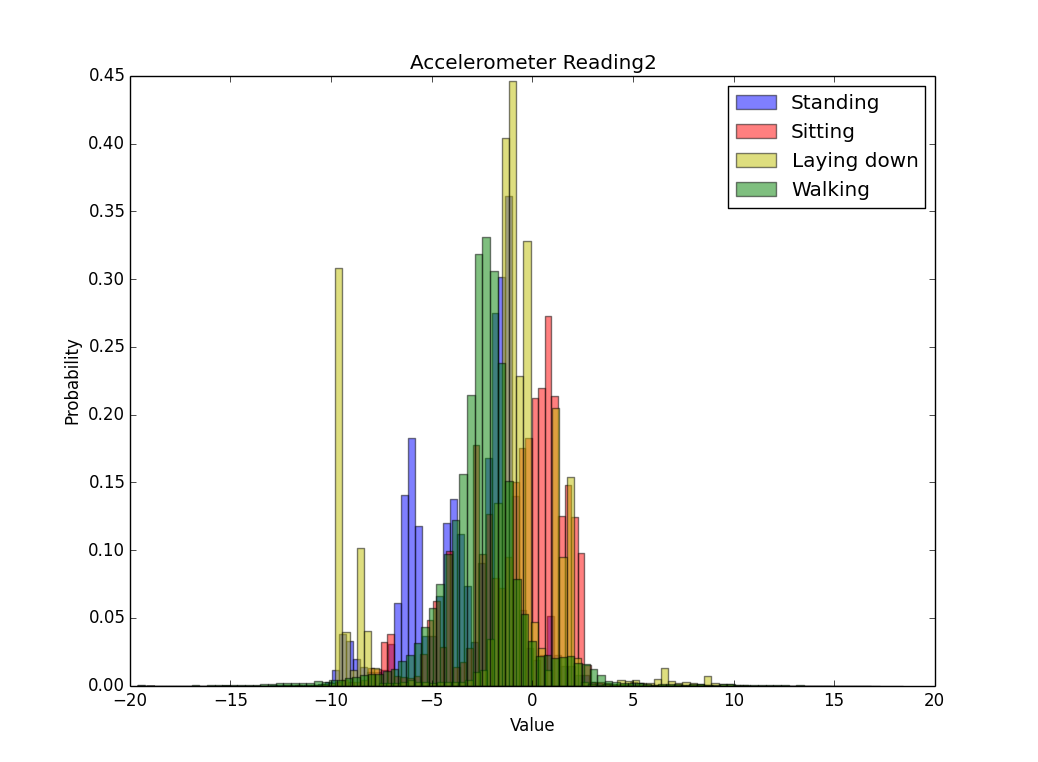 Accelerometer Reading2
Standing
Sitting
Laying down
Walking
0.45
0.40
0.35
0.30
0.25
0.20
0.15
0.10
0.05
0.00
Probability
−20
−15
−10
−5
0
5
10
15
20
Value